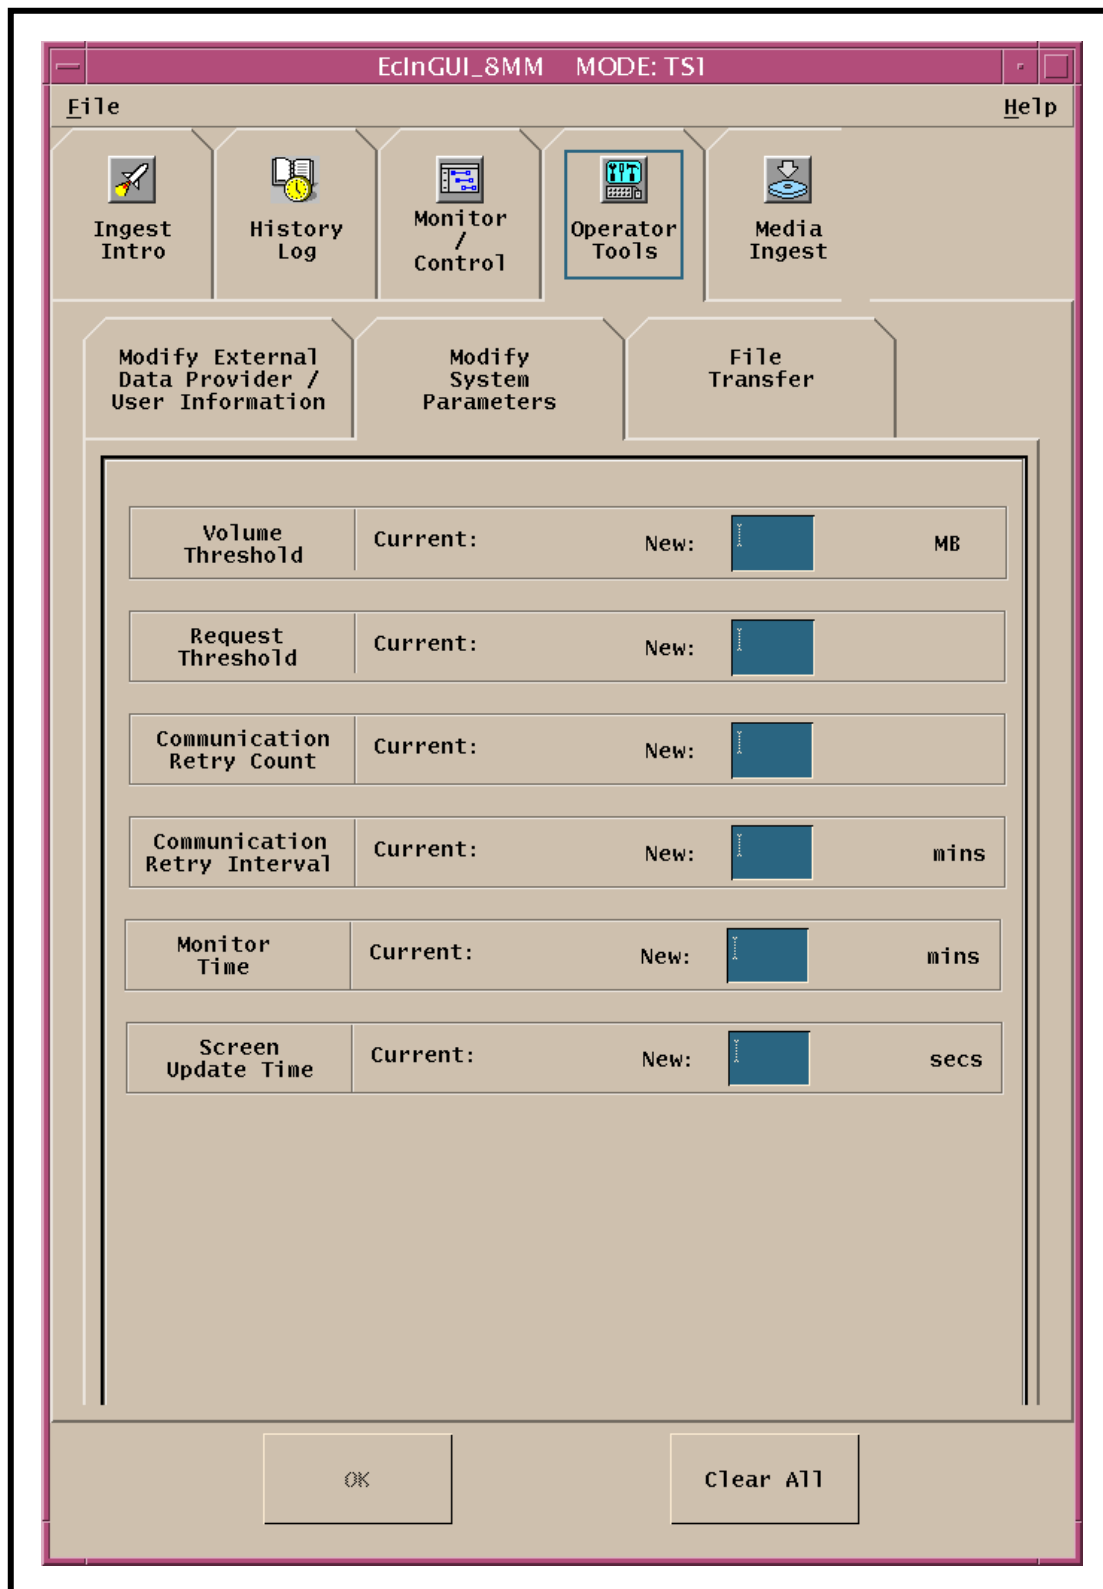 EcInGUI_8MM MODE: TS1
File Help
Ingest
Intro
History
Log
Monitor
/
Control
Operator
Tools
Media
Ingest
Modify External
Data Provider /
User Information
Modify
System
Parameters
File
Transfer
Volume
Threshold
Current: New: MB
Request
Threshold
Current: New:
Communication
Retry Count
Current: New:
Communication
Retry Interval
Current: New: mins
Monitor
Time
Current: New: mins
Screen
Update Time
Current: New: secs
OK Clear All